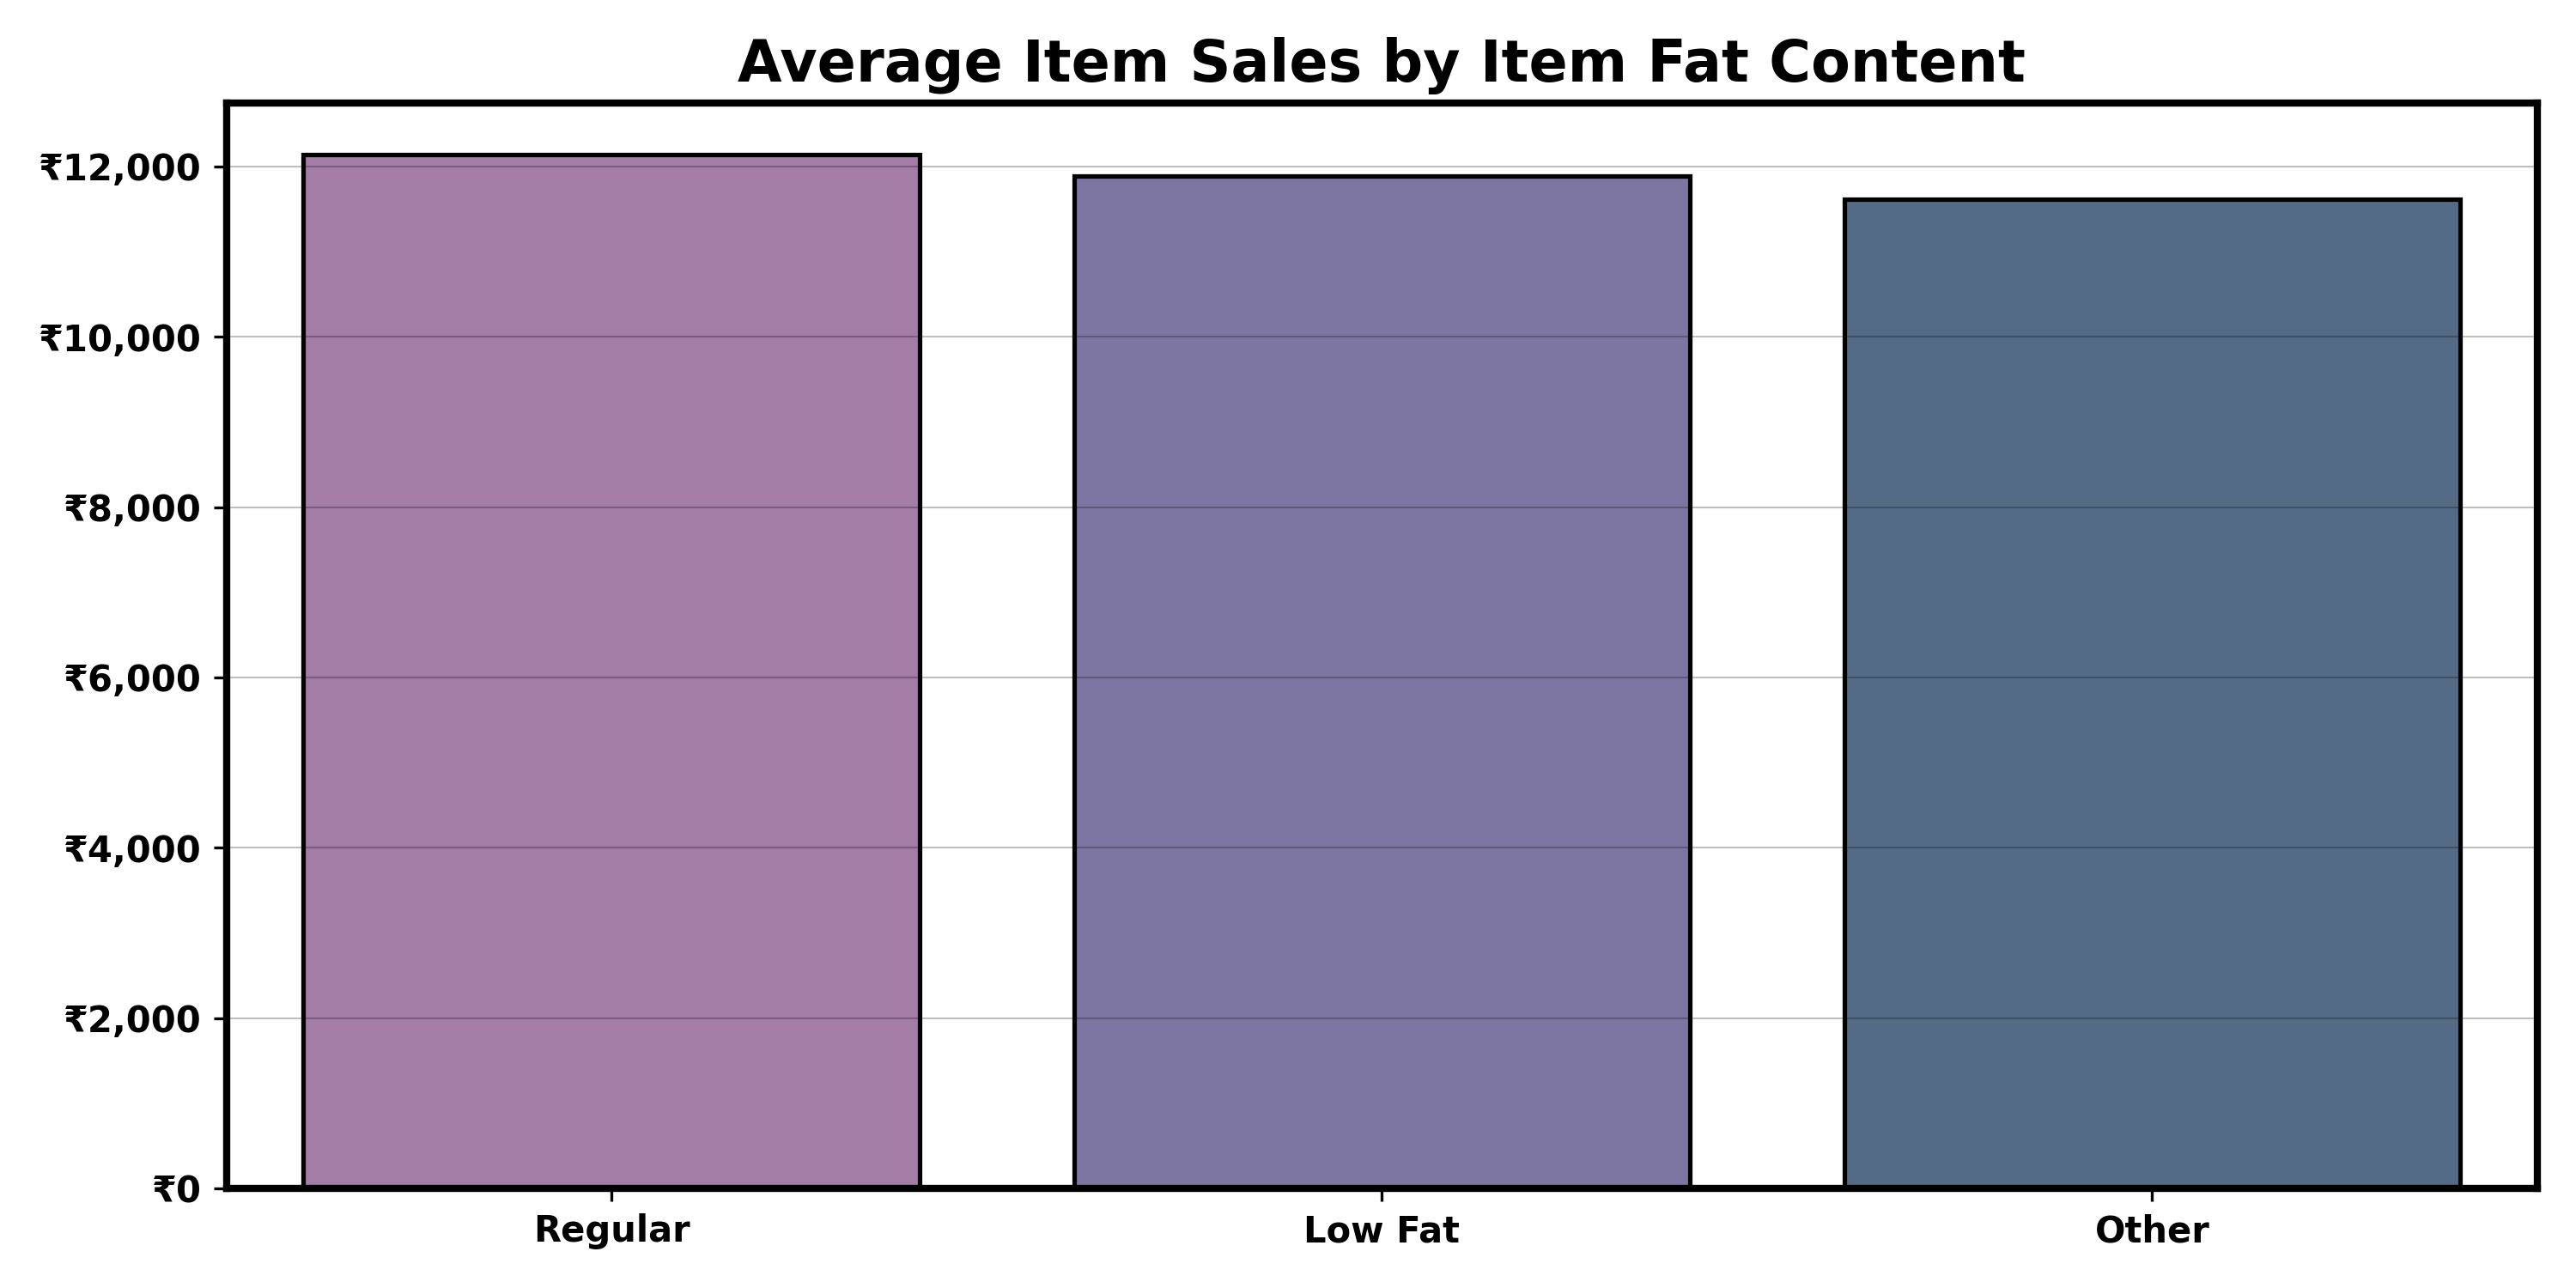 Average Item Sales by Item Fat Content
₹12,000
₹10,000
₹8,000
₹6,000
₹4,000
₹2,000
₹0
Regular
Low Fat
Other